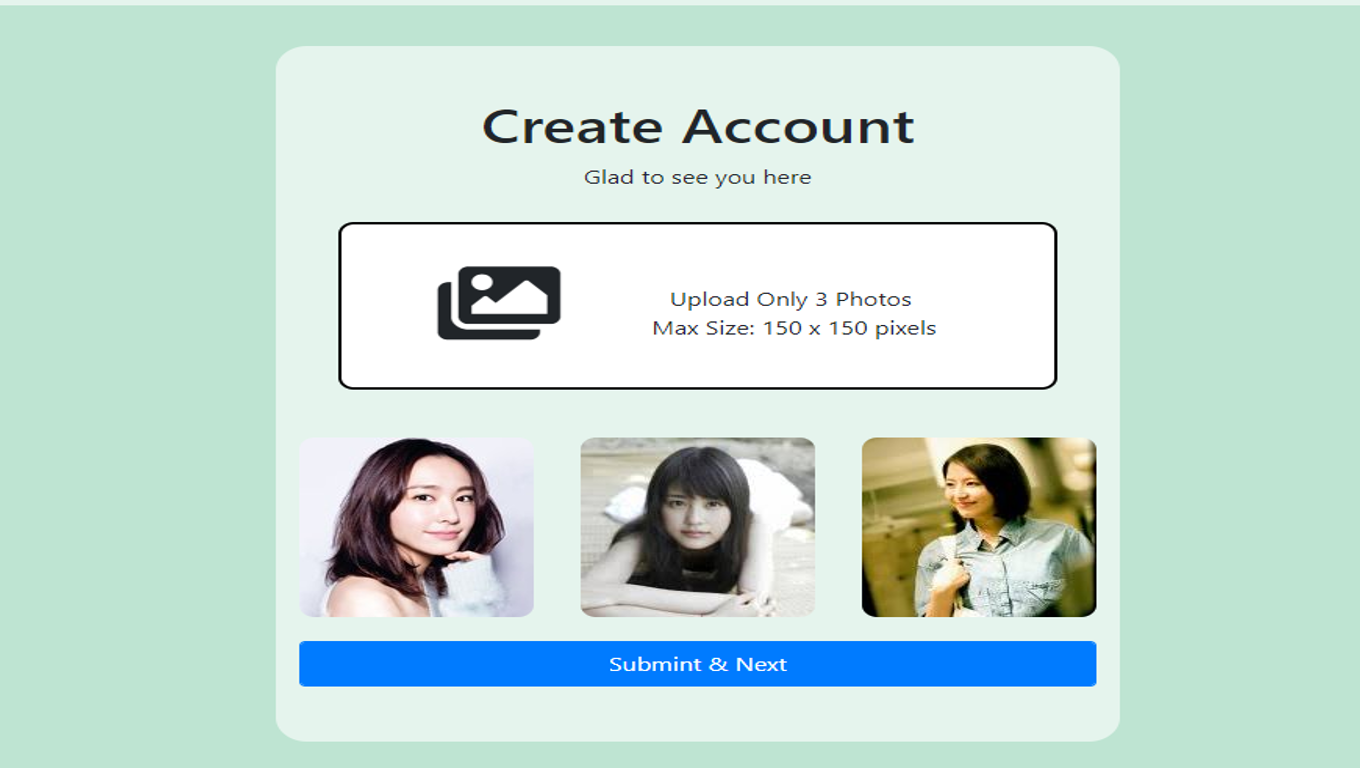 Create Account
Glad to see you here
Upload Only 3 Photos
Max Size: 150 x 150 pixels
Submint & Next